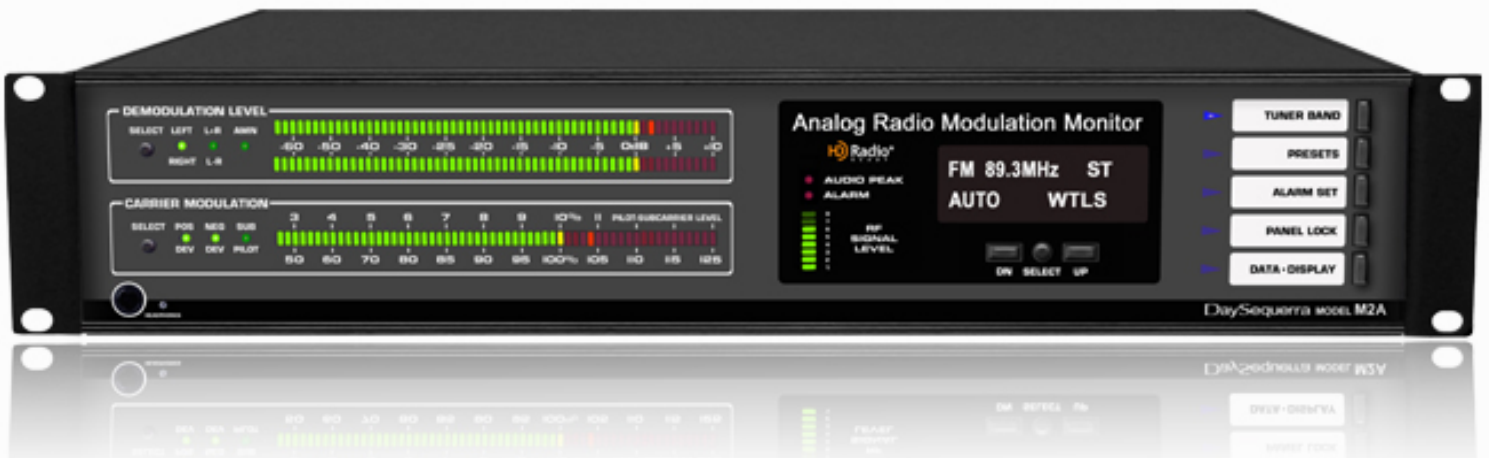 DEMODULATION LEVEL
SELECT LEFT L+R AMIN
RIGHT L-R
-60 -50 -40 -30 -25 -20 -15 -10 -5 0dB +5 +10
CARRIER MODULATION
SELECT POS NEG SUB
DEV DEV PILOT
3 4 5 6 7 8 9 10% 11 PILOT-SUBCARRIER LEVEL
50 60 70 80 85 90 95 100% 105 110 115 125
Analog Radio Modulation Monitor
HD Radio
AUDIO PEAK
ALARM
RF
SIGNAL
LEVEL
FM 89.3MHz ST
AUTO WTLS
DN SELECT UP
TUNER BAND
PRESETS
ALARM SET
PANEL LOCK
DATA·DISPLAY
DaySequerra MODEL M2A